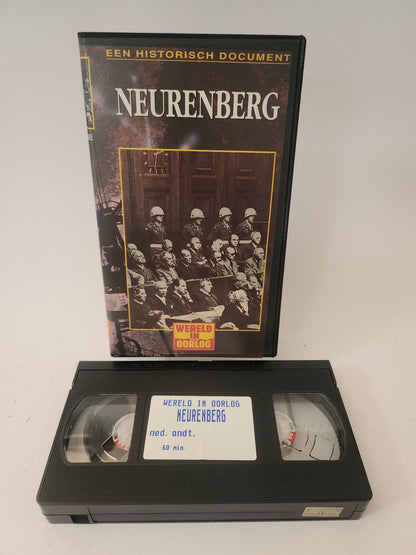 EEN HISTORISCH DOCUMENT
NEURENBERG
WERELD
IN
OORLOG
WERELD IN OORLOG
NEURENBERG
ned. ondt.
60 min.